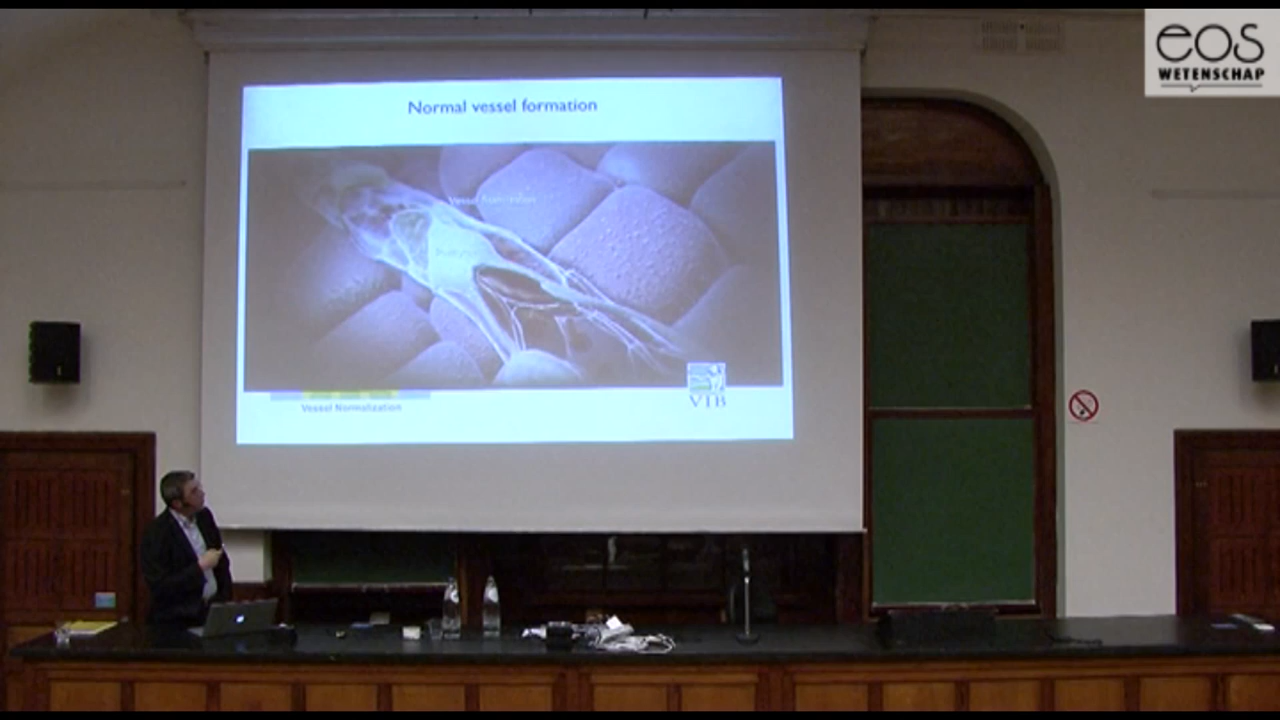 eos
WETENSCHAP
Normal vessel formation
Vessel Normalization
VIB